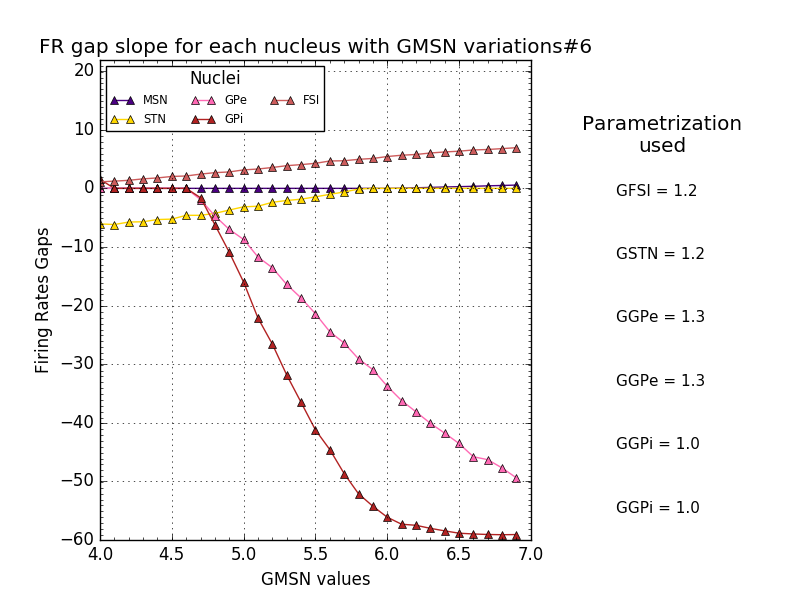 FR gap slope for each nucleus with GMSN variations#6
Nuclei
MSN GPe FSI
STN GPi
20
10
0
−10
−20
−30
−40
−50
−60
Firing Rates Gaps
4.0 4.5 5.0 5.5 6.0 6.5 7.0
GMSN values
Parametrization
used
GFSI = 1.2
GSTN = 1.2
GGPe = 1.3
GGPe = 1.3
GGPi = 1.0
GGPi = 1.0